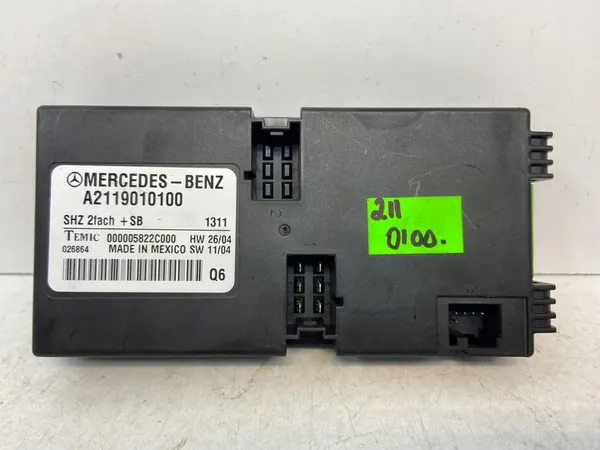 MERCEDES-BENZ
A2119010100
SHZ 2fach +SB 1311
TEMIC 000005822C000 HW 26/04
026864 MADE IN MEXICO SW 11/04
Q6
211
0100.
2